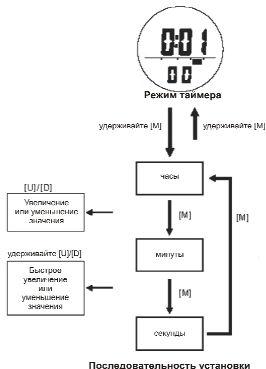 0:01
00
Режим таймера
удерживайте [M]
удерживайте [M]
часы
[U]/[D]
Увеличение
или уменьшение
значения
[M]
[M]
минуты
удерживайте [U]/[D]
Быстров
увеличение
или
уменьшение
значения
[M]
секунды
Последовательность установки